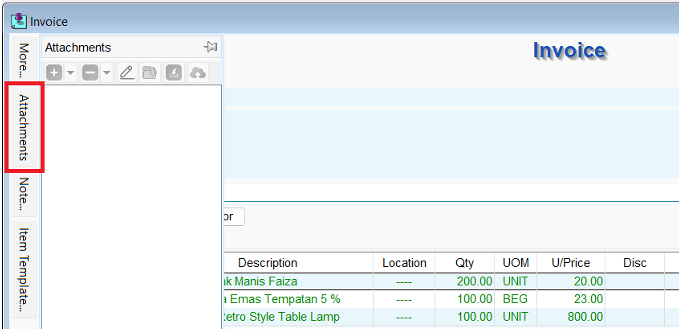 Invoice
More...
Attachments
Note...
Item Template...
Attachments
Invoice
or
Description Location Qty UOM U/Price Disc
nk Manis Faiza ---- 200.00 UNIT 20.00
a Emas Tempatan 5 % ---- 100.00 BEG 23.00
Retro Style Table Lamp ---- 100.00 UNIT 800.00